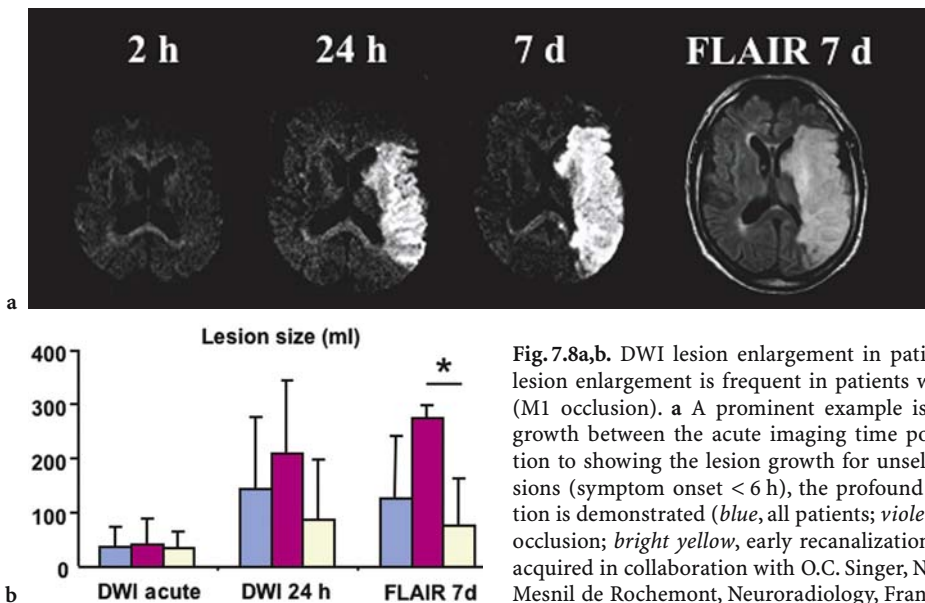 2 h 24 h 7 d FLAIR 7 d
a
Lesion size (ml)
400
300
200
100
0
*
DWI acute DWI 24 h FLAIR 7d
b
Fig. 7.8a,b. DWI lesion enlargement in pati
lesion enlargement is frequent in patients w
(M1 occlusion). a A prominent example is
growth between the acute imaging time po
tion to showing the lesion growth for unsel
sions (symptom onset < 6 h), the profound
tion is demonstrated (blue, all patients; viole
occlusion; bright yellow, early recanalization
acquired in collaboration with O.C. Singer, N
Mesnil de Rochemont, Neuroradiology, Fran